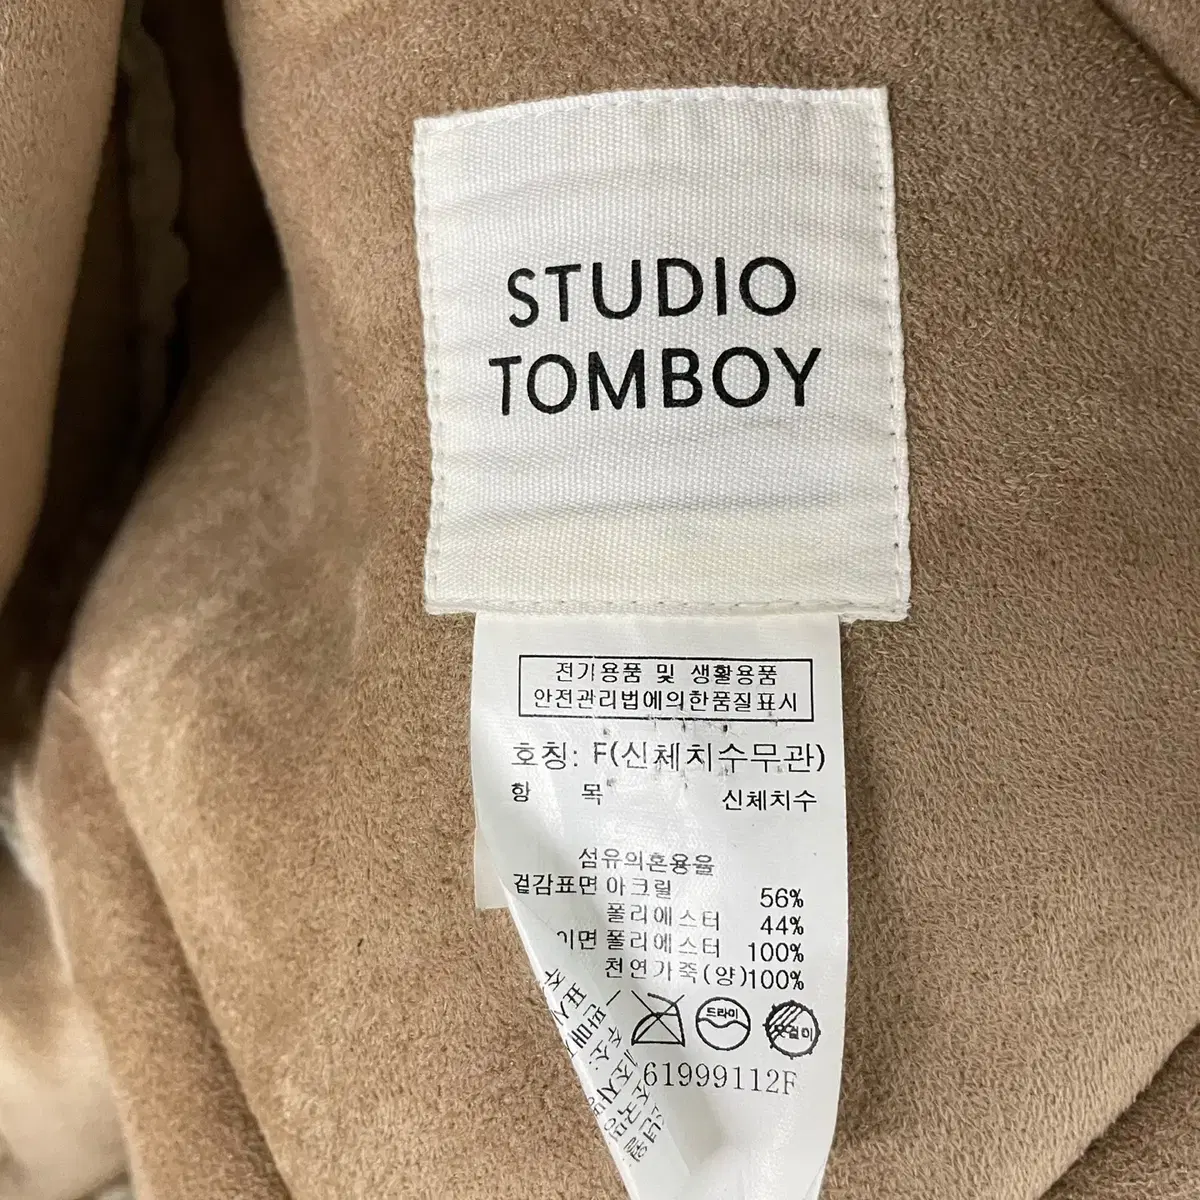 STUDIO
TOMBOY
전기용품 및 생활용품
안전관리법에의한품질표시
호칭: F(신체치수무관)
항 목 신체치수
섬유의혼용율
겉감표면 아크릴 56%
폴리에스터 44%
이면 폴리에스터 100%
천연가죽(양)100%
드라이
옷걸이
61999112F